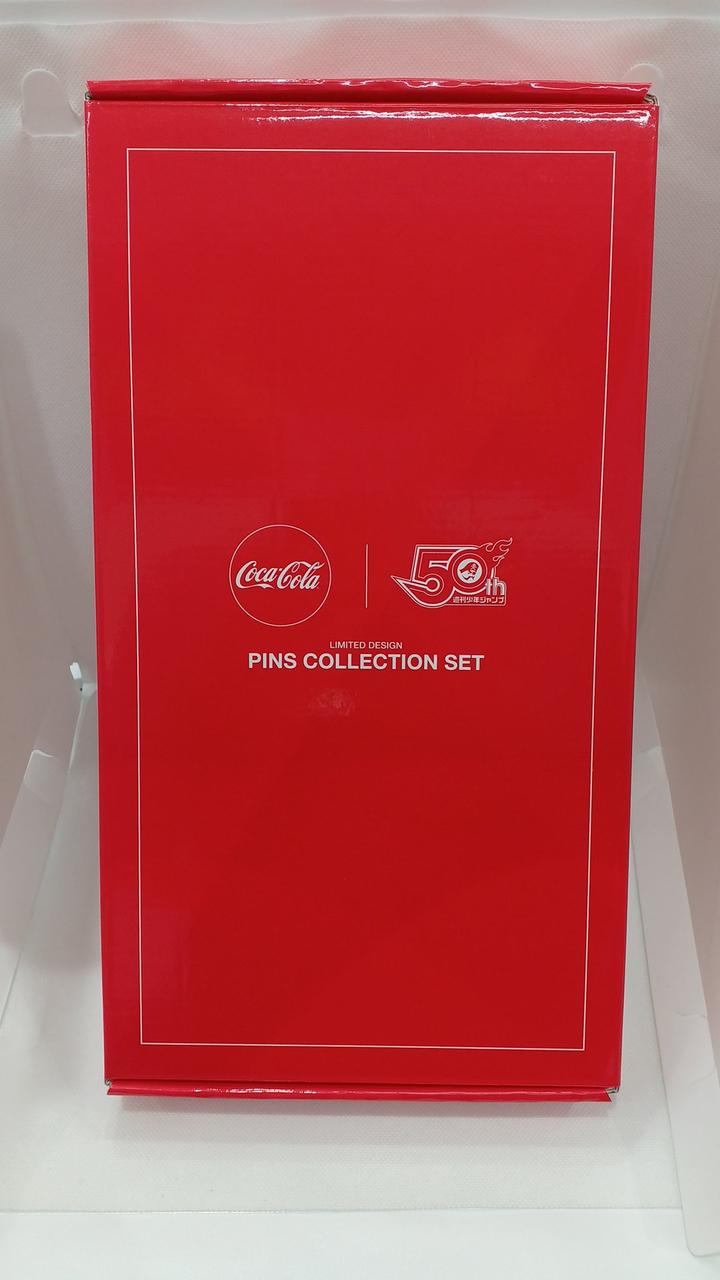 Coca-Cola
50th
週刊少年ジャンプ
LIMITED DESIGN
PINS COLLECTION SET